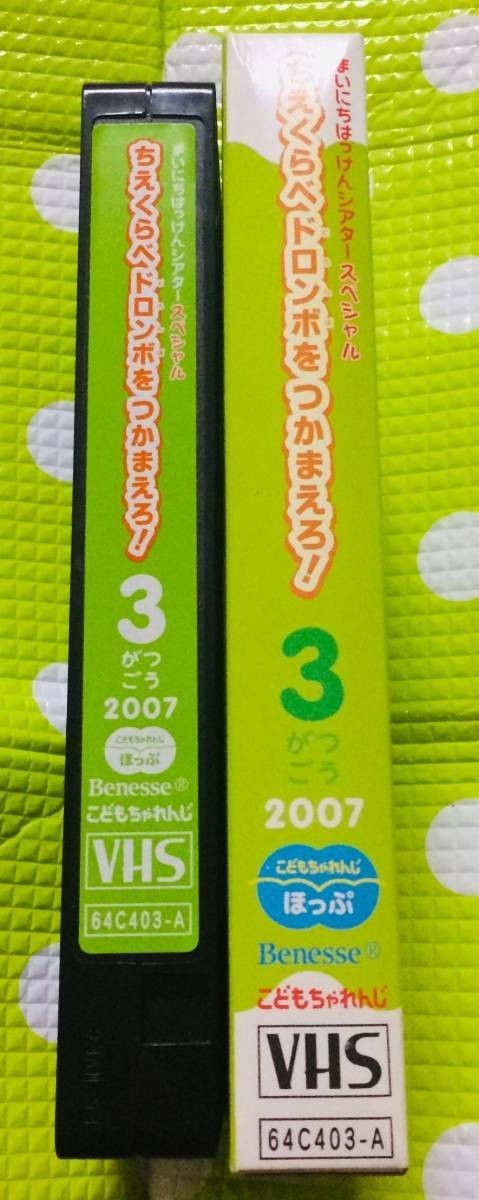 まいにちはっけんシアタースペシャル
ちえくらべドロンボをつかまえろ!
3
がつ
ごう
2007
こどもちゃれんじ
ほっぷ
Benesse®
こどもちゃれんじ
VHS
64C403-A
まいにちはっけんシアタースペシャル
ちえくらべドロンボをつかまえろ!
3
がつ
ごう
2007
こどもちゃれんじ
ほっぷ
Benesse®
こどもちゃれんじ
VHS
64C403-A